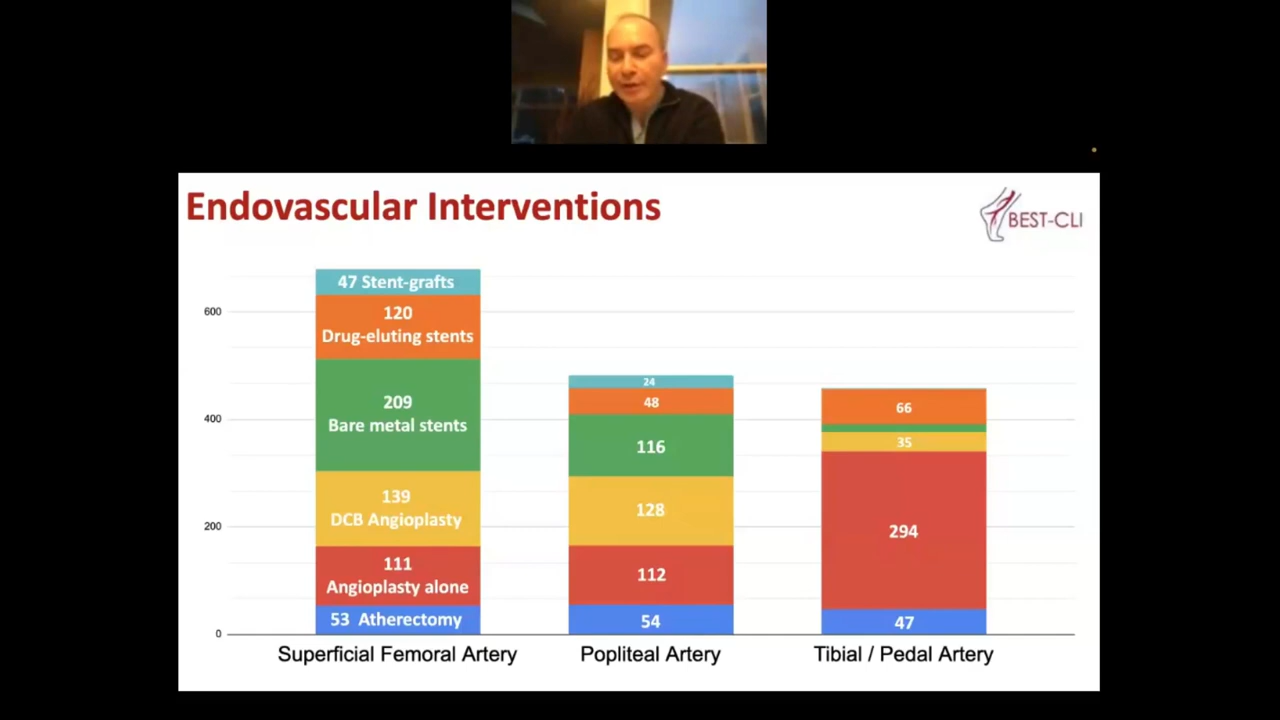 Endovascular Interventions
BEST-CLI
600
400
200
0
47 Stent-grafts
120
Drug-eluting stents
209
Bare metal stents
139
DCB Angioplasty
111
Angioplasty alone
53 Atherectomy
24
48
116
128
112
54
66
35
294
47
Superficial Femoral Artery
Popliteal Artery
Tibial / Pedal Artery